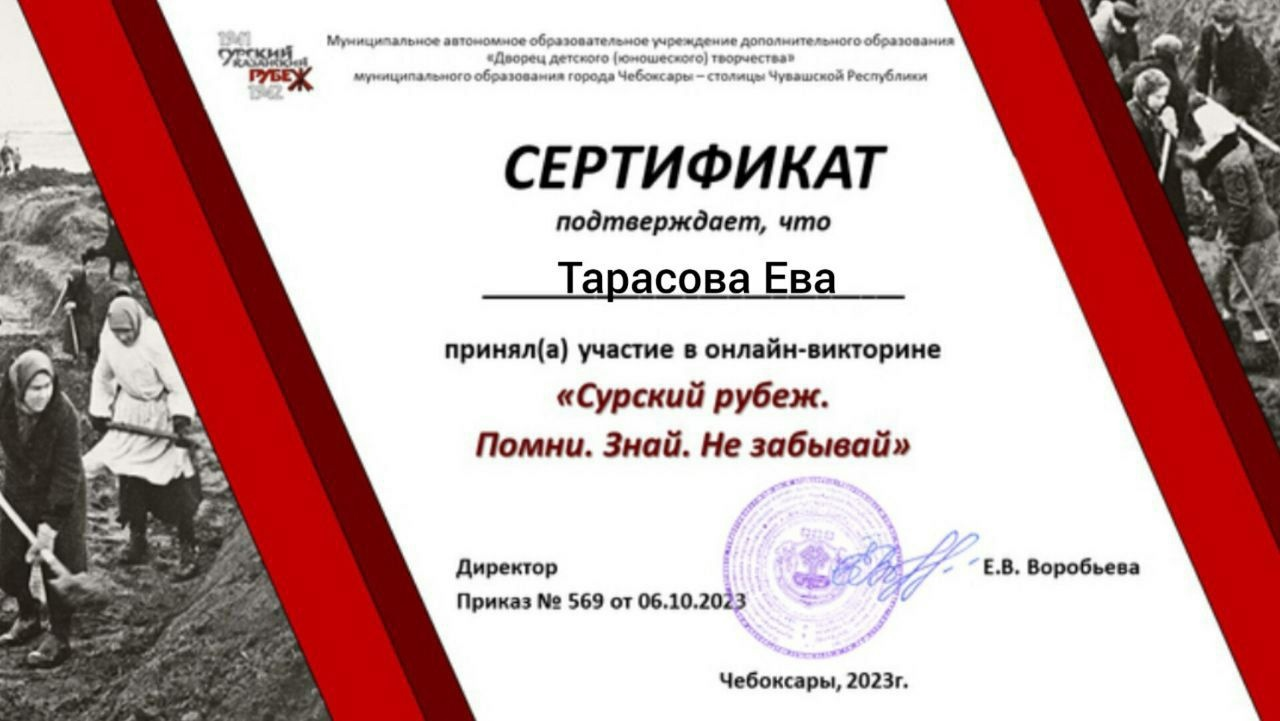 1941
СУРСКИЙ
КАЗАНСКИЙ
РУБЕЖ
1942
Муниципальное автономное образовательное учреждение дополнительного образования
«Дворец детского (юношеского) творчества»
муниципального образования города Чебоксары – столицы Чувашской Республики
СЕРТИФИКАТ
подтверждает, что
Тарасова Ева
принял(а) участие в онлайн-викторине
«Сурский рубеж.
Помни. Знай. Не забывай»
Директор
Е.В. Воробьева
Приказ № 569 от 06.10.2023
Чебоксары, 2023г.